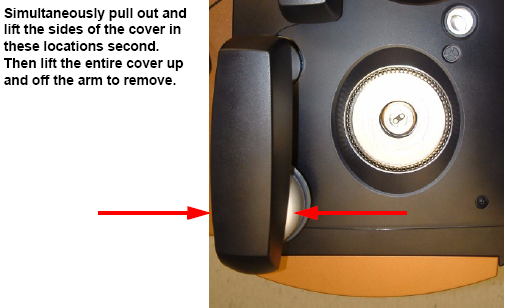 Simultaneously pull out and
lift the sides of the cover in
these locations second.
Then lift the entire cover up
and off the arm to remove.